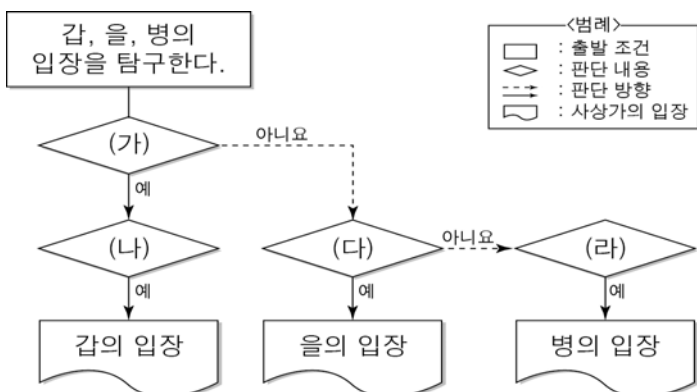 갑, 을, 병의
입장을 탐구한다.
<범례>
: 출발 조건
: 판단 내용
: 판단 방향
: 사상가의 입장
(가)
아니요
예
(나)
(다)
아니요
(라)
예
예
예
갑의 입장
을의 입장
병의 입장